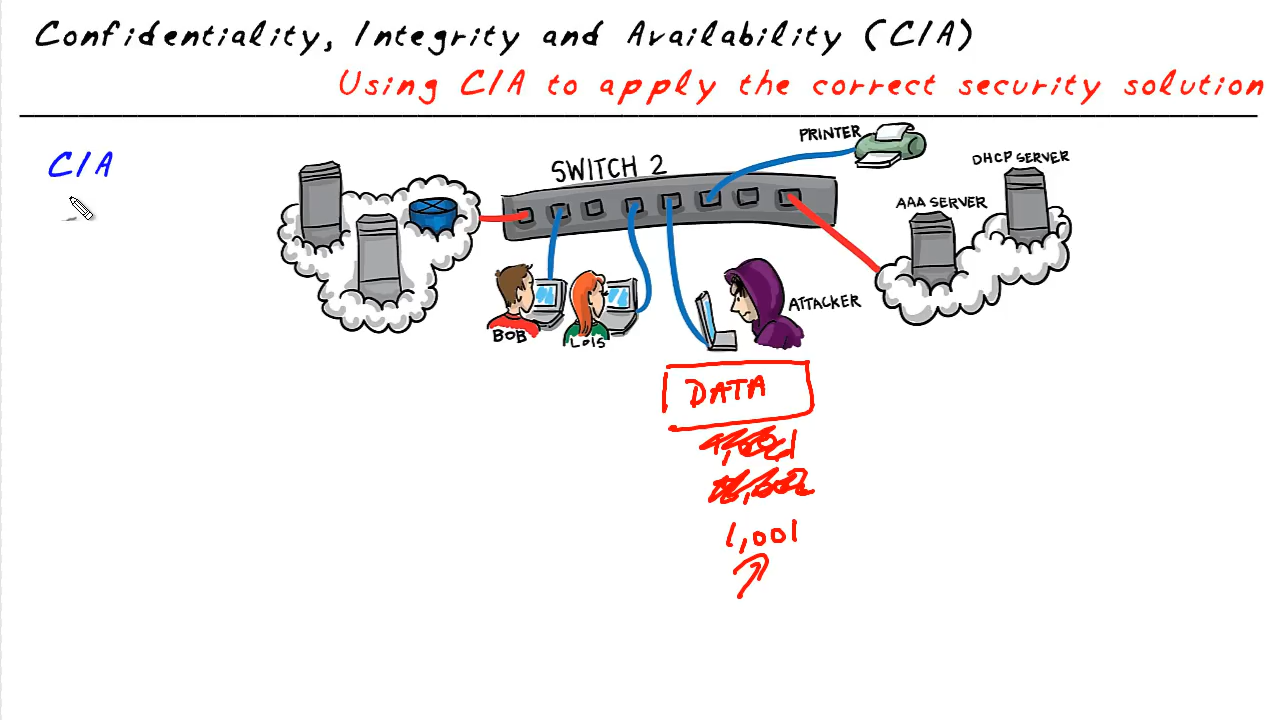 Confidentiality, Integrity and Availability (CIA)
Using CIA to apply the correct security solution
CIA
SWITCH 2
PRINTER
DHCP SERVER
AAA SERVER
ATTACKER
BOB
LOIS
DATA
1,001